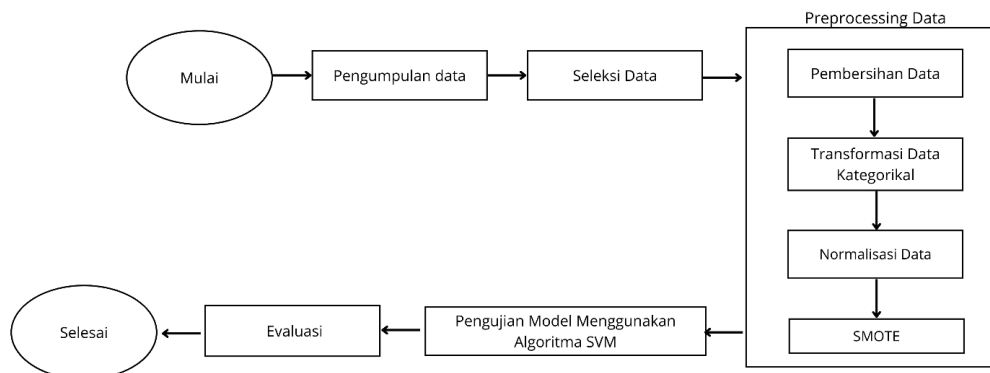 Preprocessing Data
Mulai
Pengumpulan data
Seleksi Data
Pembersihan Data
Transformasi Data
Kategorikal
Normalisasi Data
SMOTE
Pengujian Model Menggunakan
Algoritma SVM
Evaluasi
Selesai